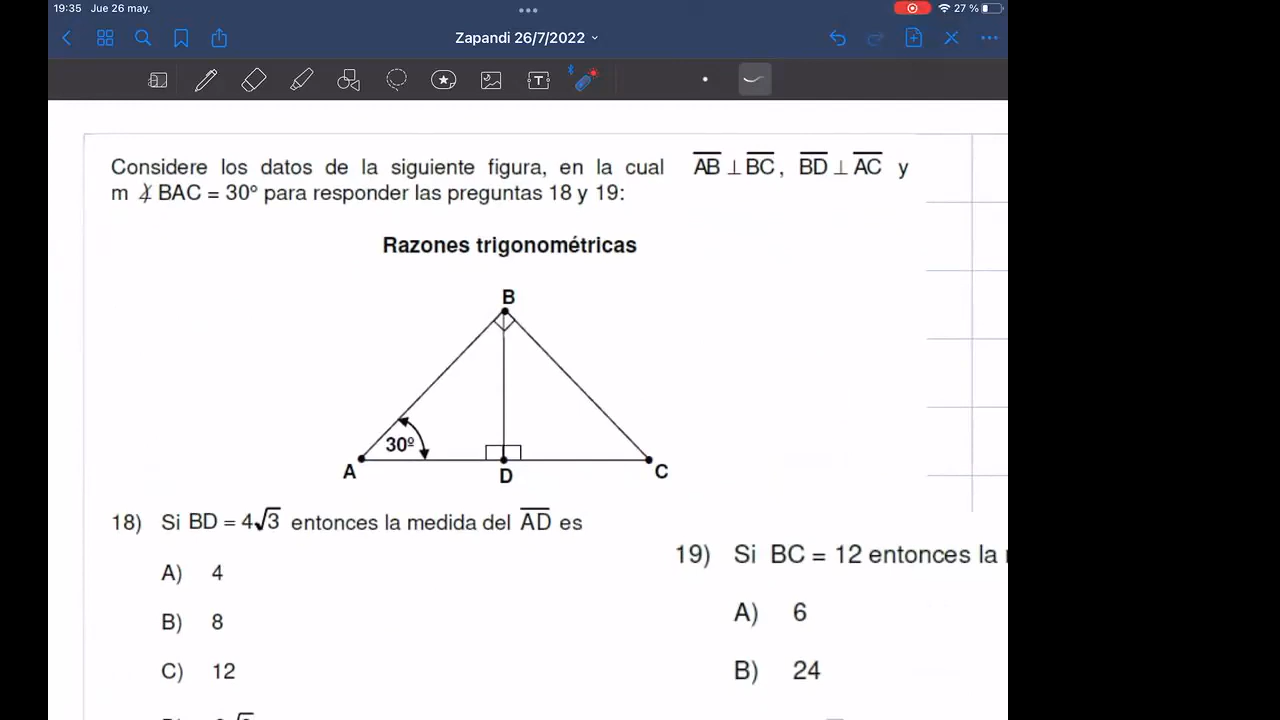 19:35 Jue 26 may.
27 %
Zapandi 26/7/2022
Considere los datos de la siguiente figura, en la cual AB ⊥ BC, BD ⊥ AC y
m ∡ BAC = 30° para responder las preguntas 18 y 19:
Razones trigonométricas
B
30º
A
D
C
18) Si BD = 4√3 entonces la medida del AD es
A) 4
B) 8
C) 12
19) Si BC = 12 entonces la
A) 6
B) 24